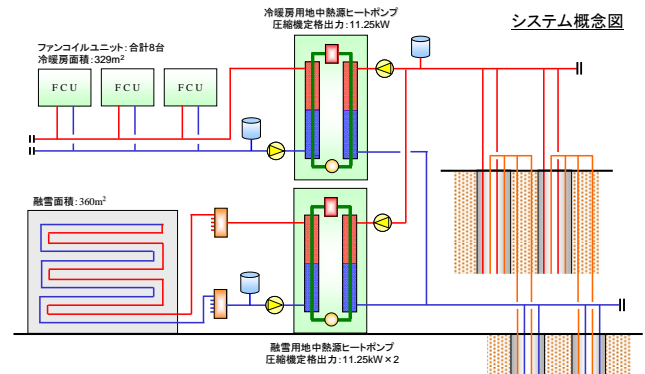 冷暖房用地中熱源ヒートポンプ
圧縮機定格出力：11.25kW
システム概念図
ファンコイルユニット：合計8台
冷暖房面積：329m²
FCU
FCU
FCU
融雪面積：360m²
融雪用地中熱源ヒートポンプ
圧縮機定格出力：11.25kW×2